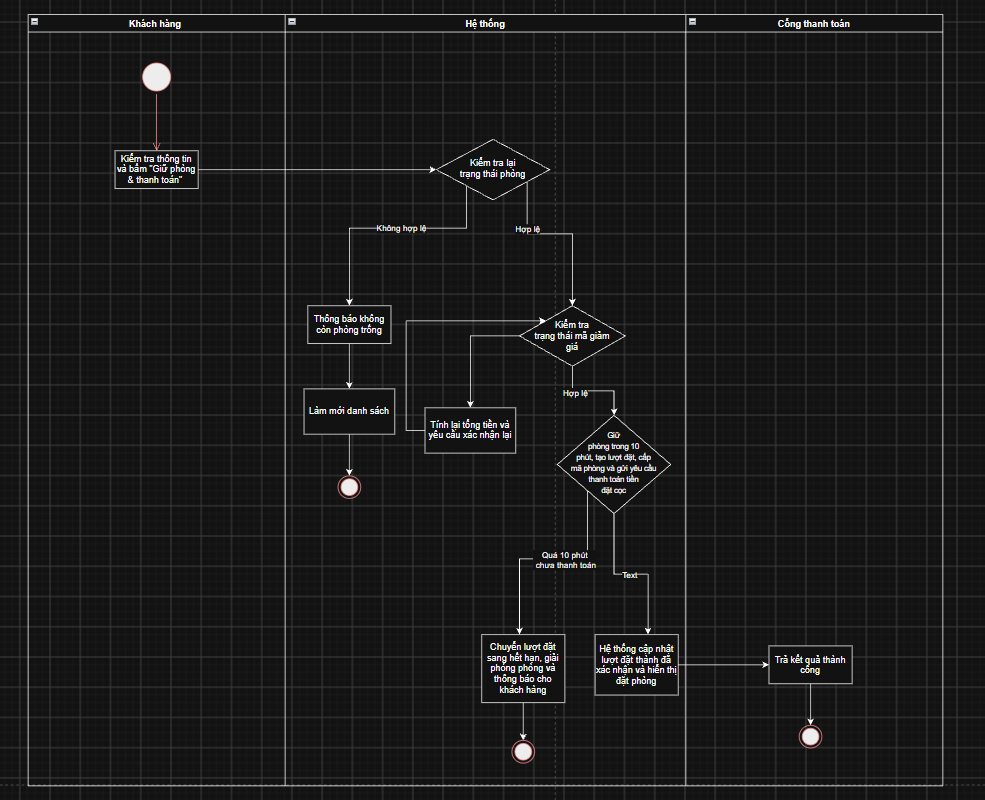 Khách hàng
Hệ thống
Cổng thanh toán
Kiểm tra thông tin
và bấm "Giữ phòng
& thanh toán"
Kiểm tra lại
trạng thái phòng
Không hợp lệ
Hợp lệ
Thông báo không
còn phòng trống
Kiểm tra
trạng thái mã giảm
giá
Làm mới danh sách
Tính lại tổng tiền và
yêu cầu xác nhận lại
Hợp lệ
Giữ
phòng trong 10
phút, tạo lượt đặt, cấp
mã phòng và gửi yêu cầu
thanh toán tiền
đặt cọc
Quá 10 phút
chưa thanh toán
Text
Chuyển lượt đặt
sang hết hạn, giải
phóng phòng và
thông báo cho
khách hàng
Hệ thống cập nhật
lượt đặt thành đã
xác nhận và hiển thị
đặt phòng
Trả kết quả thành
công